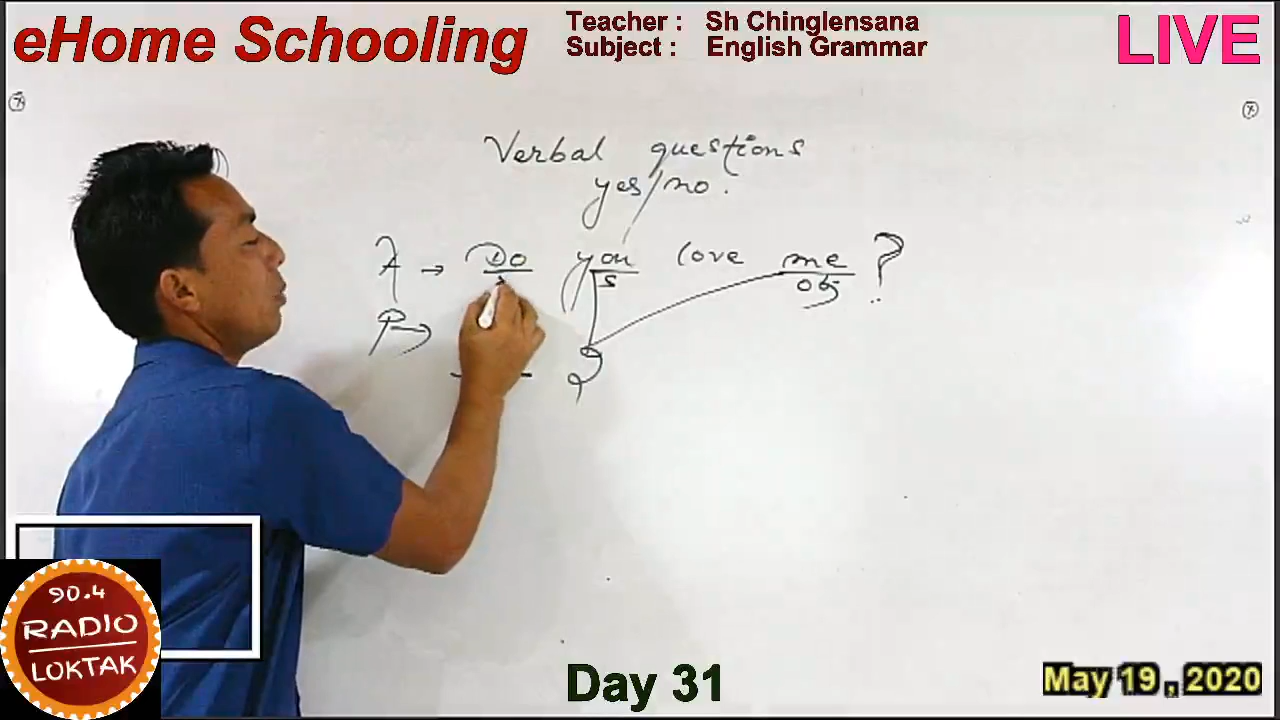 eHome Schooling
Teacher : Sh Chinglensana
Subject : English Grammar
LIVE
Verbal questions
yes/no.
A → Do you love me ?
s obj
P →
90.4
RADIO
LOKTAK
Day 31
May 19 , 2020